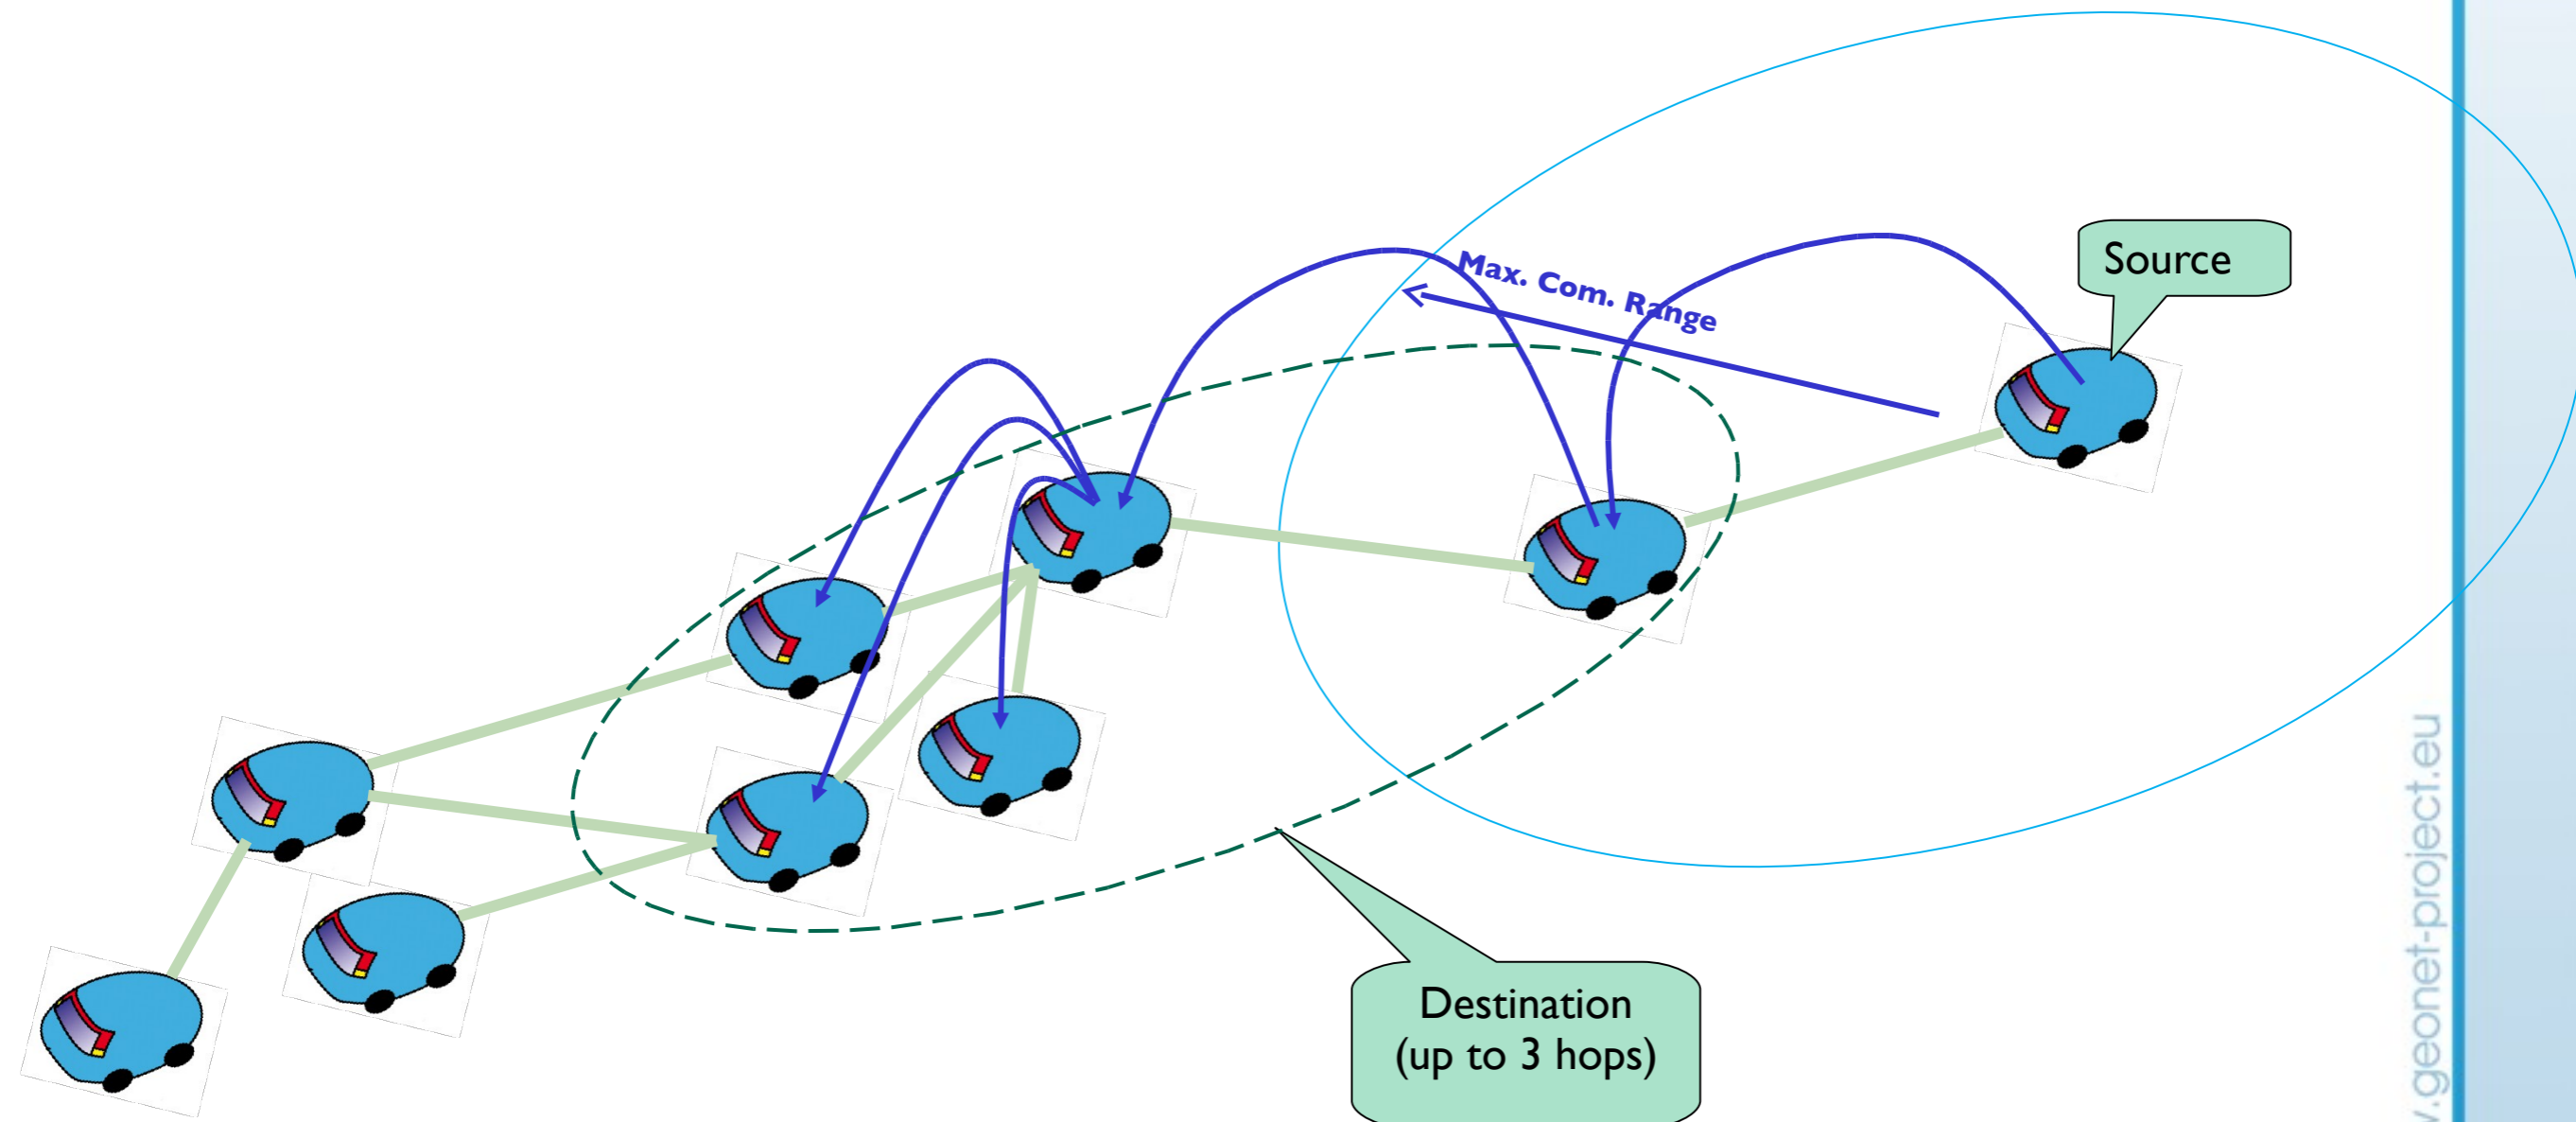 Source
Max. Com. Range
Destination
(up to 3 hops)
.geonet-project.eu